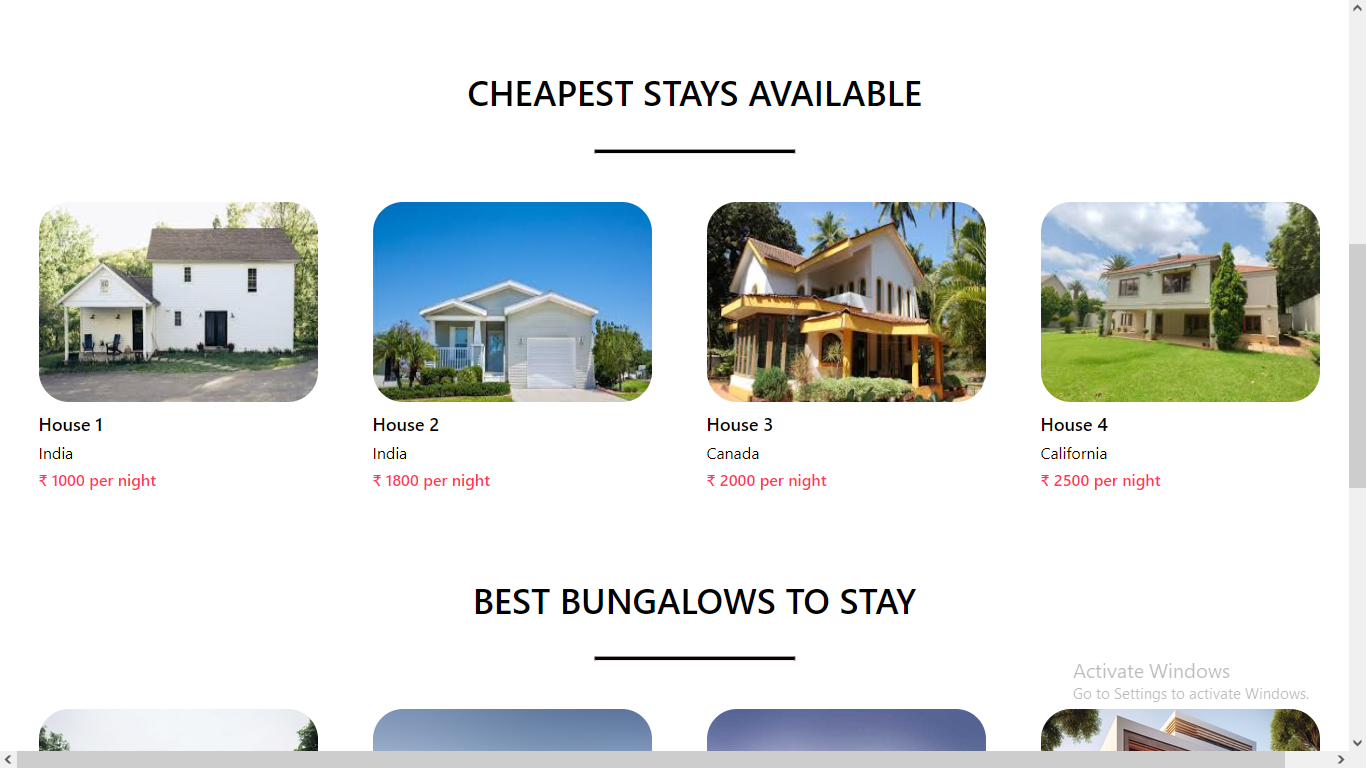 CHEAPEST STAYS AVAILABLE
House 1
India
₹ 1000 per night
House 2
India
₹ 1800 per night
House 3
Canada
₹ 2000 per night
House 4
California
₹ 2500 per night
BEST BUNGALOWS TO STAY
Activate Windows
Go to Settings to activate Windows.